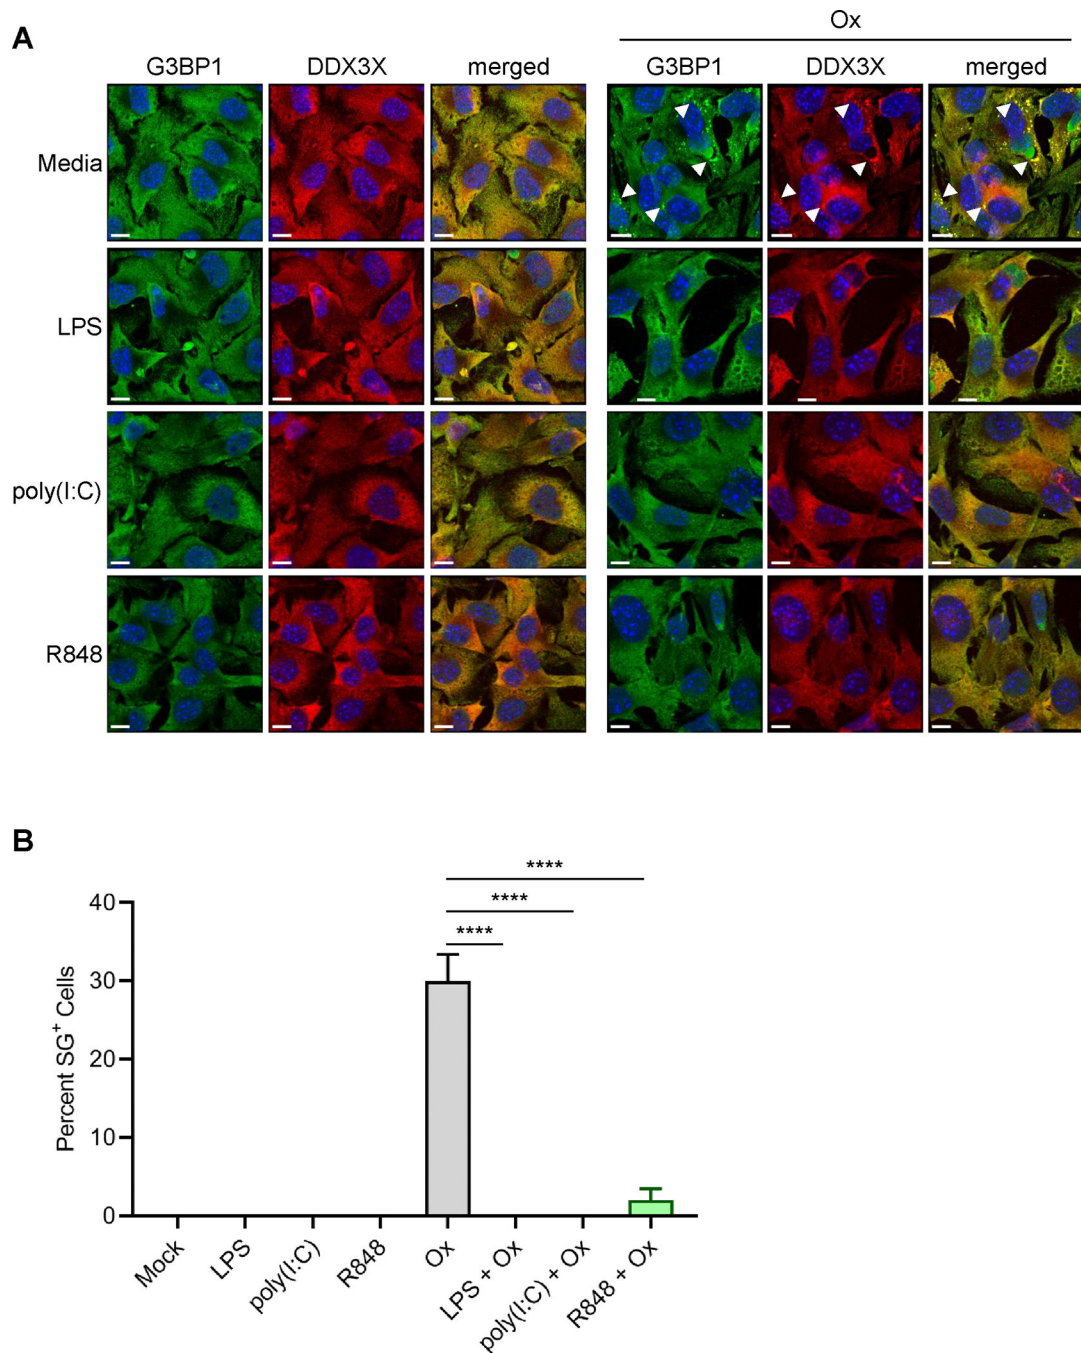 A
Ox
G3BP1 DDX3X merged G3BP1 DDX3X merged
Media
LPS
poly(I:C)
R848
B
****
****
****
Percent SG⁺ Cells
40
30
20
10
0
Mock LPS poly(I:C) R848 Ox LPS + Ox poly(I:C) + Ox R848 + Ox